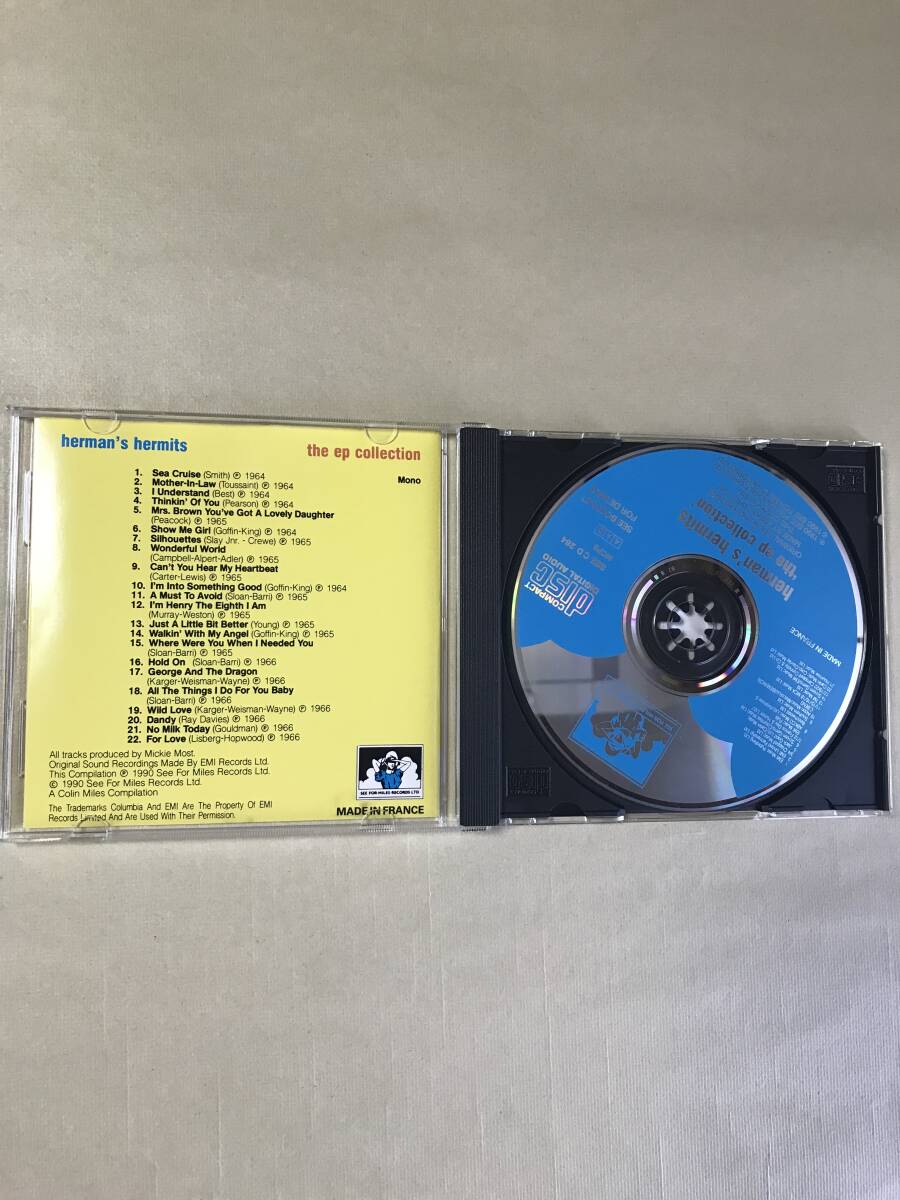 herman's hermits
the ep collection
Mono
1. Sea Cruise (Smith) ℗ 1964
2. Mother-In-Law (Toussaint) ℗ 1964
3. I Understand (Best) ℗ 1964
4. Thinkin' Of You (Pearson) ℗ 1964
5. Mrs. Brown You've Got A Lovely Daughter
(Peacock) ℗ 1965
6. Show Me Girl (Goffin-King) ℗ 1964
7. Silhouettes (Slay Jnr. - Crewe) ℗ 1965
8. Wonderful World
(Campbell-Alpert-Adler) ℗ 1965
9. Can't You Hear My Heartbeat
(Carter-Lewis) ℗ 1965
10. I'm Into Something Good (Goffin-King) ℗ 1964
11. A Must To Avoid (Sloan-Barri) ℗ 1965
12. I'm Henry The Eighth I Am
(Murray-Weston) ℗ 1965
13. Just A Little Bit Better (Young) ℗ 1965
14. Walkin' With My Angel (Goffin-King) ℗ 1965
15. Where Were You When I Needed You
(Sloan-Barri) ℗ 1965
16. Hold On (Sloan-Barri) ℗ 1966
17. George And The Dragon
(Karger-Weisman-Wayne) ℗ 1966
18. All The Things I Do For You Baby
(Sloan-Barri) ℗ 1966
19. Wild Love (Karger-Weisman-Wayne) ℗ 1966
20. Dandy (Ray Davies) ℗ 1966
21. No Milk Today (Gouldman) ℗ 1966
22. For Love (Lisberg-Hopwood) ℗ 1966
All tracks produced by Mickie Most.
Original Sound Recordings Made By EMI Records Ltd.
This Compilation ℗ 1990 See For Miles Records Ltd.
© 1990 See For Miles Records Ltd.
A Colin Miles Compilation
The Trademarks Columbia And EMI Are The Property Of EMI
Records Limited And Are Used With Their Permission.
SEE FOR MILES RECORDS LTD
MADE IN FRANCE
herman's hermits
'the ep collection'
COMPACT
disc
DIGITAL AUDIO
SEE C D 284
MADE IN FRANCE